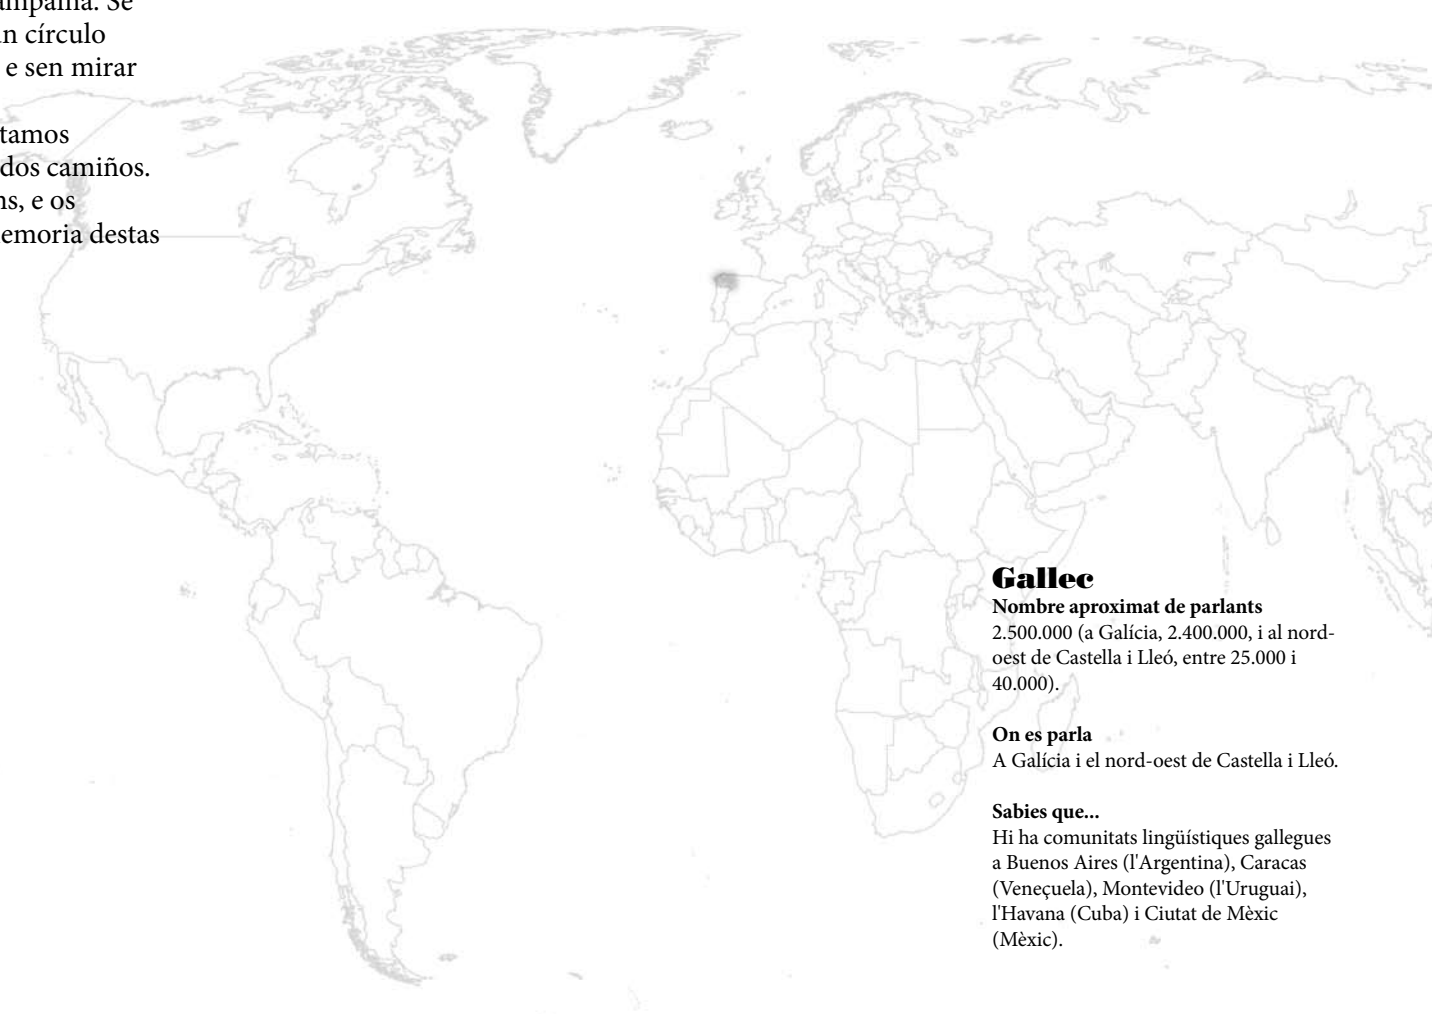 ampaína. Se
un círculo
e sen mirar
tamos
dos camiños.
ns, e os
emoria destas
Gallec
Nombre aproximat de parlants
2.500.000 (a Galícia, 2.400.000, i al nord-
oest de Castella i Lleó, entre 25.000 i
40.000).
On es parla
A Galícia i el nord-oest de Castella i Lleó.
Sabies que...
Hi ha comunitats lingüístiques gallegues
a Buenos Aires (l'Argentina), Caracas
(Veneçuela), Montevideo (l'Uruguai),
l'Havana (Cuba) i Ciutat de Mèxic
(Mèxic).